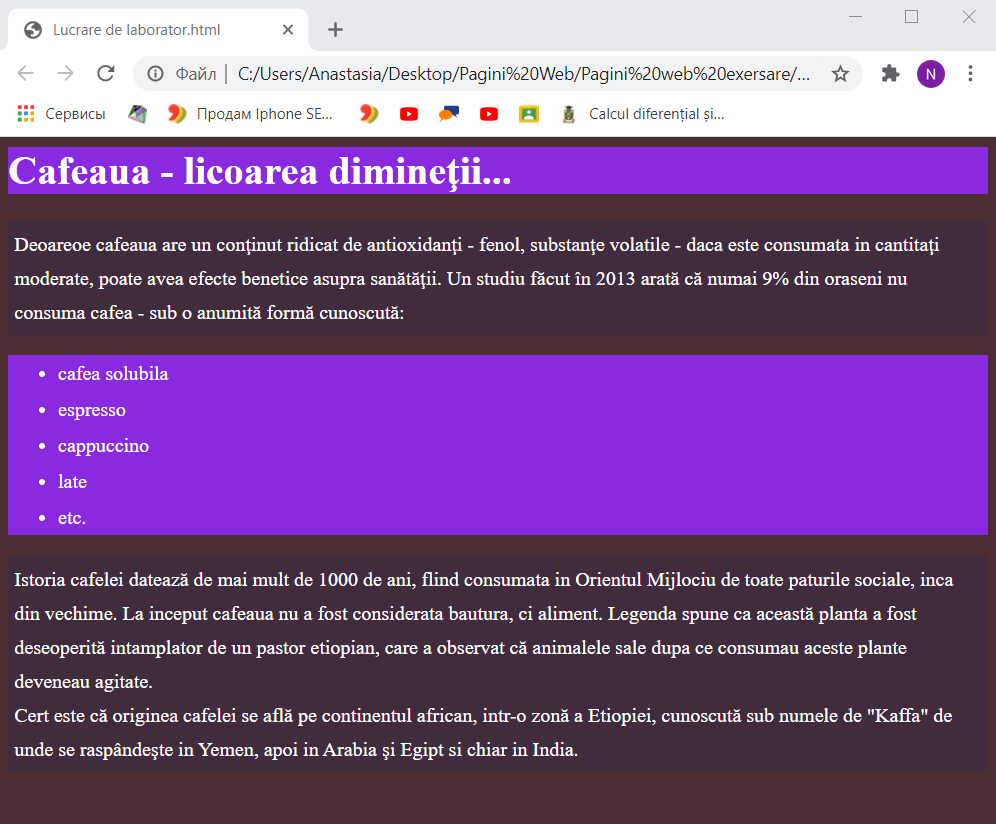 Lucrare de laborator.html
Файл | C:/Users/Anastasia/Desktop/Pagini%20Web/Pagini%20web%20exersare/...
N
Сервисы Продам Iphone SE... Calcul diferențial și...
Cafeaua - licoarea dimineţii...
Deoareoe cafeaua are un conţinut ridicat de antioxidanţi - fenol, substanţe volatile - daca este consumata in cantitaţi
moderate, poate avea efecte benetice asupra sanătăţii. Un studiu făcut în 2013 arată că numai 9% din oraseni nu
consuma cafea - sub o anumită formă cunoscută:
• cafea solubila
• espresso
• cappuccino
• late
• etc.
Istoria cafelei datează de mai mult de 1000 de ani, flind consumata in Orientul Mijlociu de toate paturile sociale, inca
din vechime. La inceput cafeaua nu a fost considerata bautura, ci aliment. Legenda spune ca această planta a fost
deseoperită intamplator de un pastor etiopian, care a observat că animalele sale dupa ce consumau aceste plante
deveneau agitate.
Cert este că originea cafelei se află pe continentul african, intr-o zonă a Etiopiei, cunoscută sub numele de "Kaffa" de
unde se raspândeşte in Yemen, apoi in Arabia şi Egipt si chiar in India.